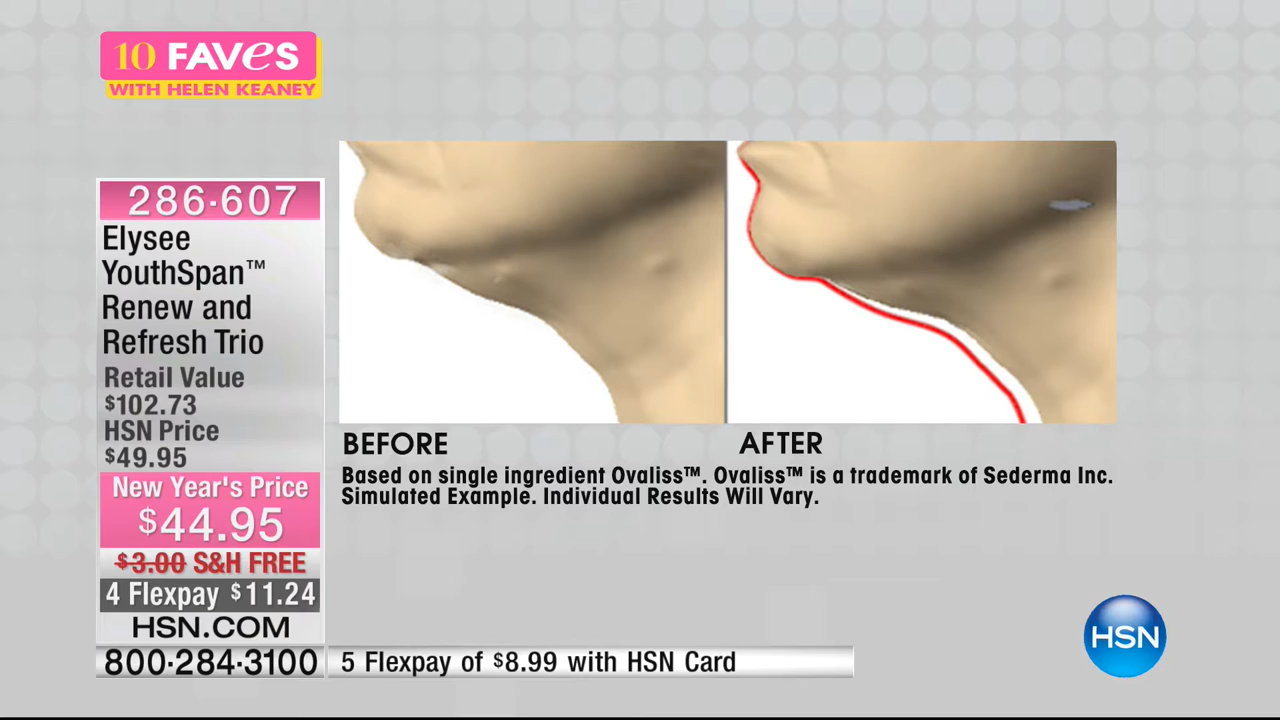 10 FAVeS
WITH HELEN KEANEY
286·607
Elysee
YouthSpan™
Renew and
Refresh Trio
Retail Value
$102.73
HSN Price
$49.95
New Year's Price
$44.95
$3.00 S&H FREE
4 Flexpay $11.24
HSN.COM
800·284·3100
BEFORE
AFTER
Based on single ingredient Ovaliss™. Ovaliss™ is a trademark of Sederma Inc.
Simulated Example. Individual Results Will Vary.
5 Flexpay of $8.99 with HSN Card
HSN